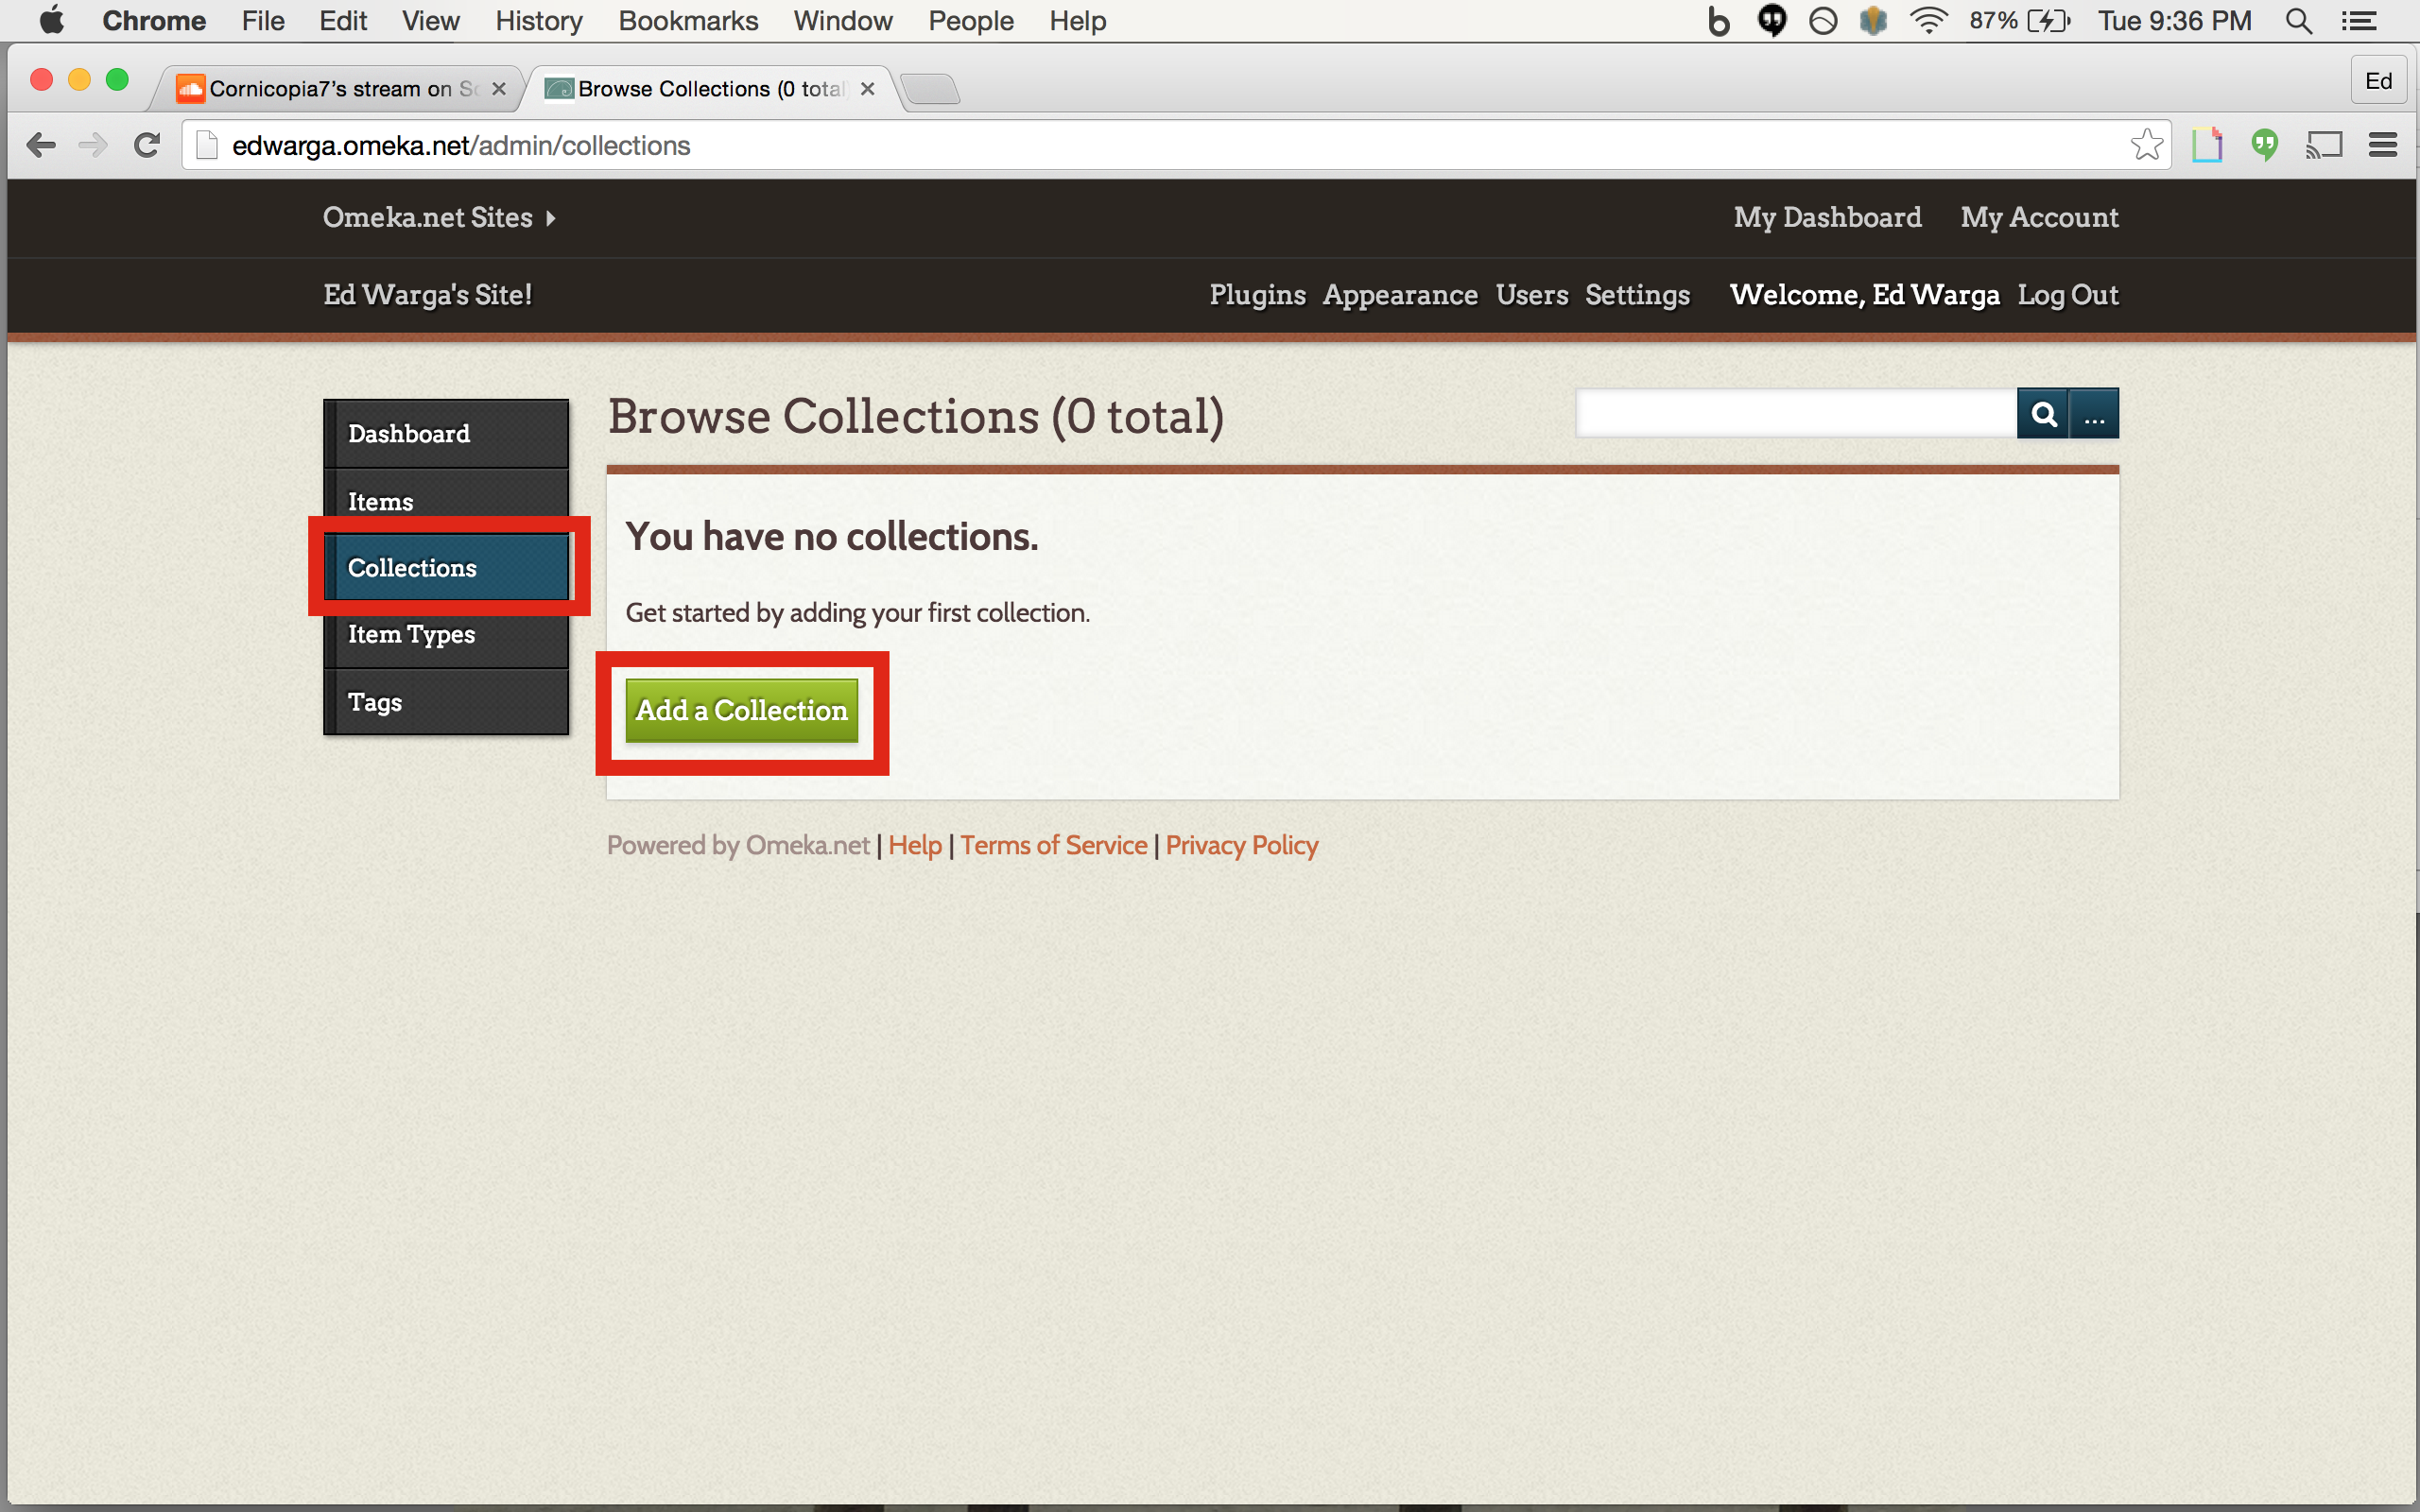 Chrome File Edit View History Bookmarks Window People Help 87% Tue 9:36 PM
Cornicopia7's stream on S Browse Collections (0 total Ed
edwarga.omeka.net/admin/collections
Omeka.net Sites My Dashboard My Account
Ed Warga's Site! Plugins Appearance Users Settings Welcome, Ed Warga Log Out
Browse Collections (0 total) ...
Dashboard
Items
Collections
Item Types
Tags
You have no collections.
Get started by adding your first collection.
Add a Collection
Powered by Omeka.net | Help | Terms of Service | Privacy Policy